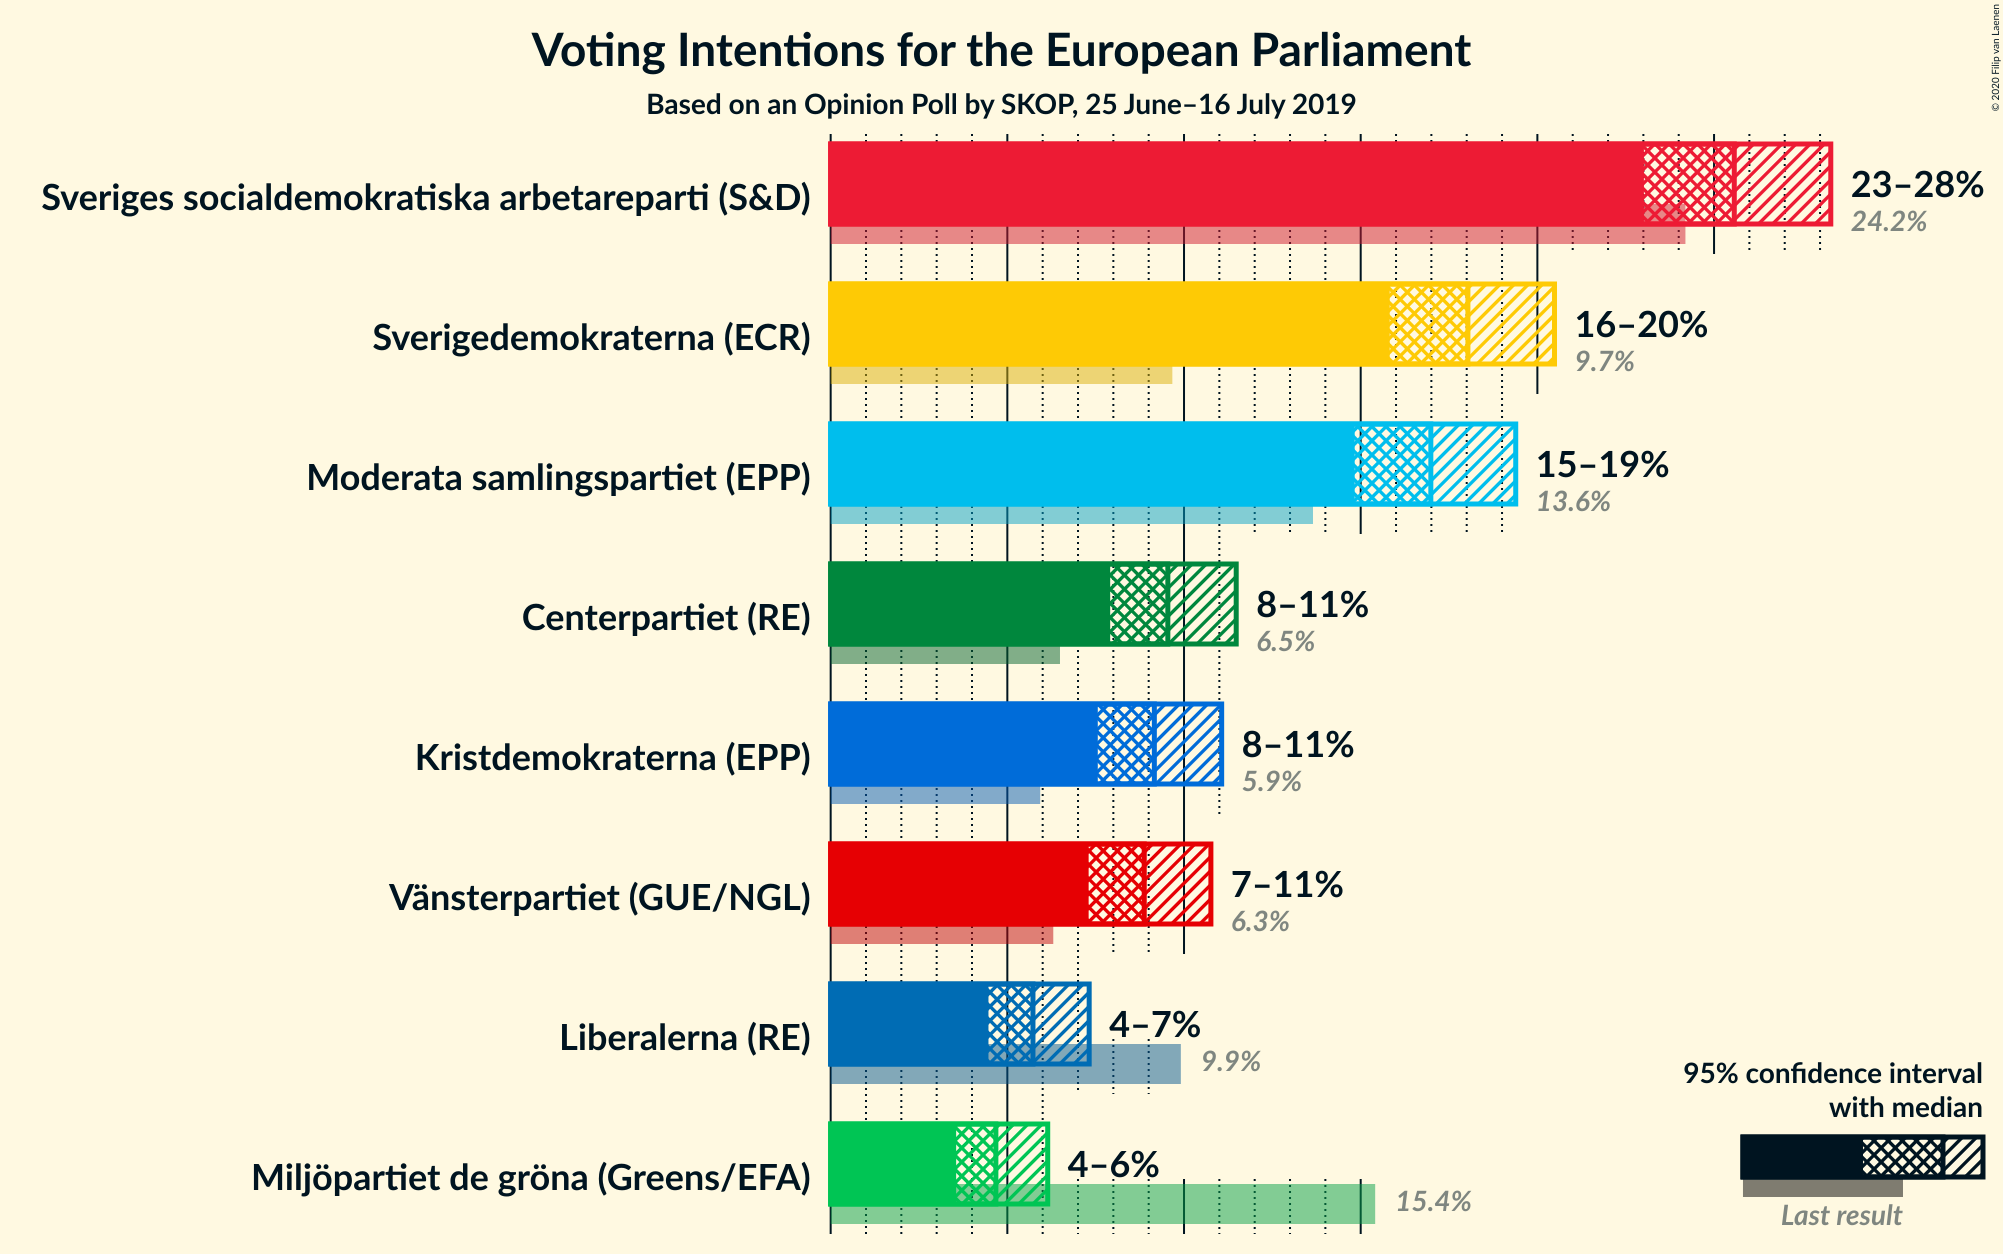 Voting Intentions for the European Parliament
Based on an Opinion Poll by SKOP, 25 June–16 July 2019
© 2020 Filip van Laenen
Sveriges socialdemokratiska arbetareparti (S&D)
23–28%
24.2%
Sverigedemokraterna (ECR)
16–20%
9.7%
Moderata samlingspartiet (EPP)
15–19%
13.6%
Centerpartiet (RE)
8–11%
6.5%
Kristdemokraterna (EPP)
8–11%
5.9%
Vänsterpartiet (GUE/NGL)
7–11%
6.3%
Liberalerna (RE)
4–7%
9.9%
Miljöpartiet de gröna (Greens/EFA)
4–6%
15.4%
95% confidence interval
with median
Last result